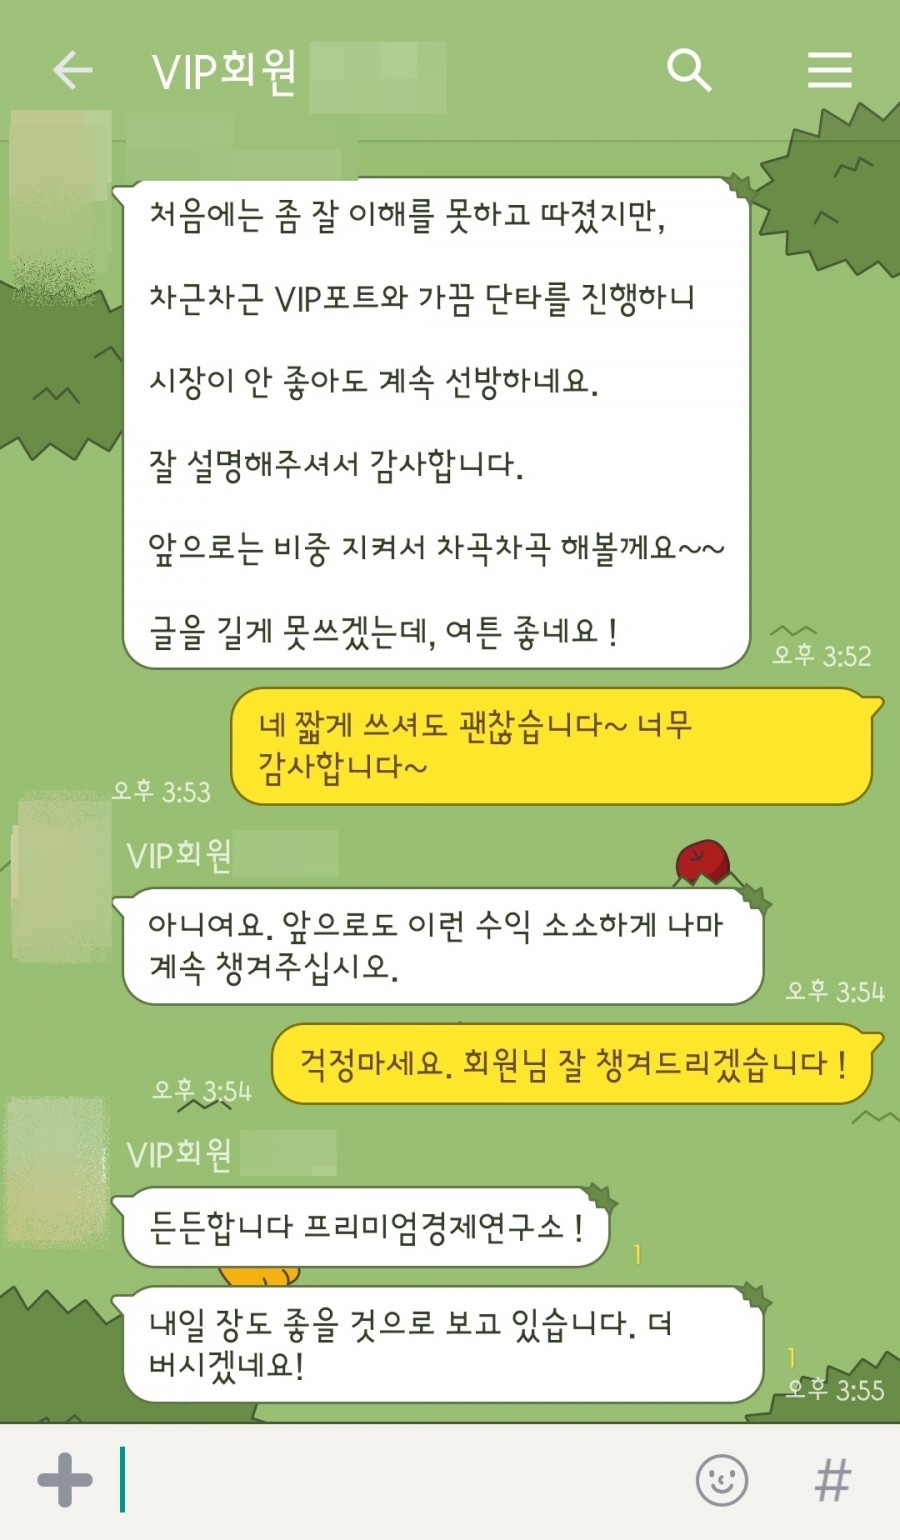 VIP회원
처음에는 좀 잘 이해를 못하고 따졌지만,
차근차근 VIP포트와 가끔 단타를 진행하니
시장이 안 좋아도 계속 선방하네요.
잘 설명해주셔서 감사합니다.
앞으로는 비중 지켜서 차곡차곡 해볼께요~~
글을 길게 못쓰겠는데, 여튼 좋네요 !
오후 3:52
네 짧게 쓰셔도 괜찮습니다~ 너무
감사합니다~
오후 3:53
VIP회원
아니여요. 앞으로도 이런 수익 소소하게 나마
계속 챙겨주십시오.
오후 3:54
걱정마세요. 회원님 잘 챙겨드리겠습니다 !
오후 3:54
VIP회원
든든합니다 프리미엄경제연구소 !
1
내일 장도 좋을 것으로 보고 있습니다. 더
버시겠네요!
1
오후 3:55
#